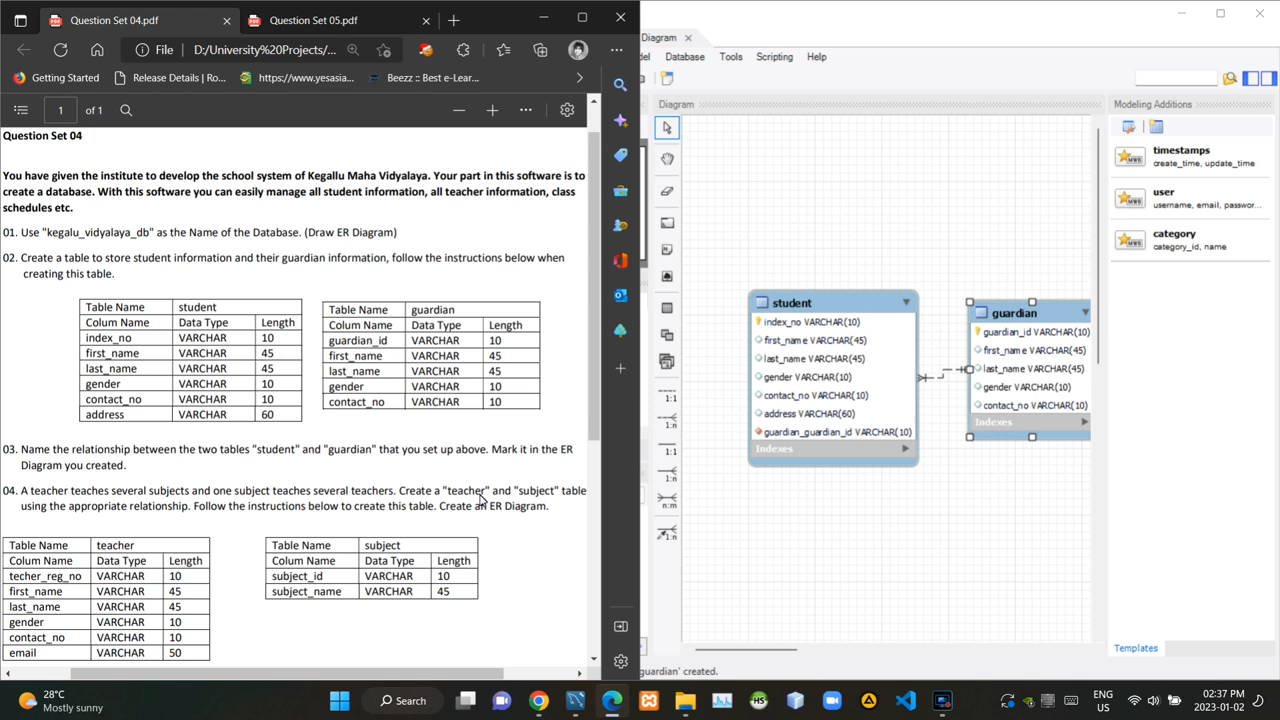 Question Set 04.pdf
Question Set 05.pdf
File
D:/University%20Projects/...
Getting Started
Release Details | Ro...
https://www.yesasia...
Beezz :: Best e-Lear...
1
of 1
Question Set 04
You have given the institute to develop the school system of Kegallu Maha Vidyalaya. Your part in this software is to
create a database. With this software you can easily manage all student information, all teacher information, class
schedules etc.
01. Use "kegalu_vidyalaya_db" as the Name of the Database. (Draw ER Diagram)
02. Create a table to store student information and their guardian information, follow the instructions below when
creating this table.
Table Name student
Colum Name Data Type Length
index_no VARCHAR 10
first_name VARCHAR 45
last_name VARCHAR 45
gender VARCHAR 10
contact_no VARCHAR 10
address VARCHAR 60
Table Name guardian
Colum Name Data Type Length
guardian_id VARCHAR 10
first_name VARCHAR 45
last_name VARCHAR 45
gender VARCHAR 10
contact_no VARCHAR 10
03. Name the relationship between the two tables "student" and "guardian" that you set up above. Mark it in the ER
Diagram you created.
04. A teacher teaches several subjects and one subject teaches several teachers. Create a "teacher" and "subject" table
using the appropriate relationship. Follow the instructions below to create this table. Create an ER Diagram.
Table Name teacher
Colum Name Data Type Length
techer_reg_no VARCHAR 10
first_name VARCHAR 45
last_name VARCHAR 45
gender VARCHAR 10
contact_no VARCHAR 10
email VARCHAR 50
Table Name subject
Colum Name Data Type Length
subject_id VARCHAR 10
subject_name VARCHAR 45
Diagram
del Database Tools Scripting Help
Diagram
1:1
1:n
1:1
1:n
n:m
1:n
student
index_no VARCHAR(10)
first_name VARCHAR(45)
last_name VARCHAR(45)
gender VARCHAR(10)
contact_no VARCHAR(10)
address VARCHAR(60)
guardian_guardian_id VARCHAR(10)
Indexes
guardian
guardian_id VARCHAR(10)
first_name VARCHAR(45)
last_name VARCHAR(45)
gender VARCHAR(10)
contact_no VARCHAR(10)
Indexes
Modeling Additions
timestamps
create_time, update_time
user
username, email, passwor...
category
category_id, name
Templates
guardian' created.
28°C
Mostly sunny
Search
ENG
US
02:37 PM
2023-01-02